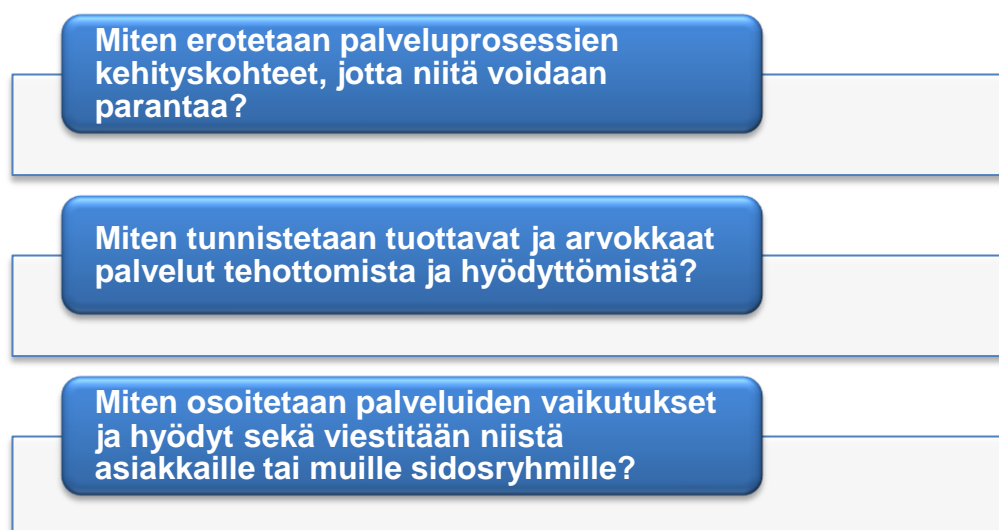 Miten erotetaan palveluprosessien
kehityskohteet, jotta niitä voidaan
parantaa?
Miten tunnistetaan tuottavat ja arvokkaat
palvelut tehottomista ja hyödyttömistä?
Miten osoitetaan palveluiden vaikutukset
ja hyödyt sekä viestitään niistä
asiakkaille tai muille sidosryhmille?